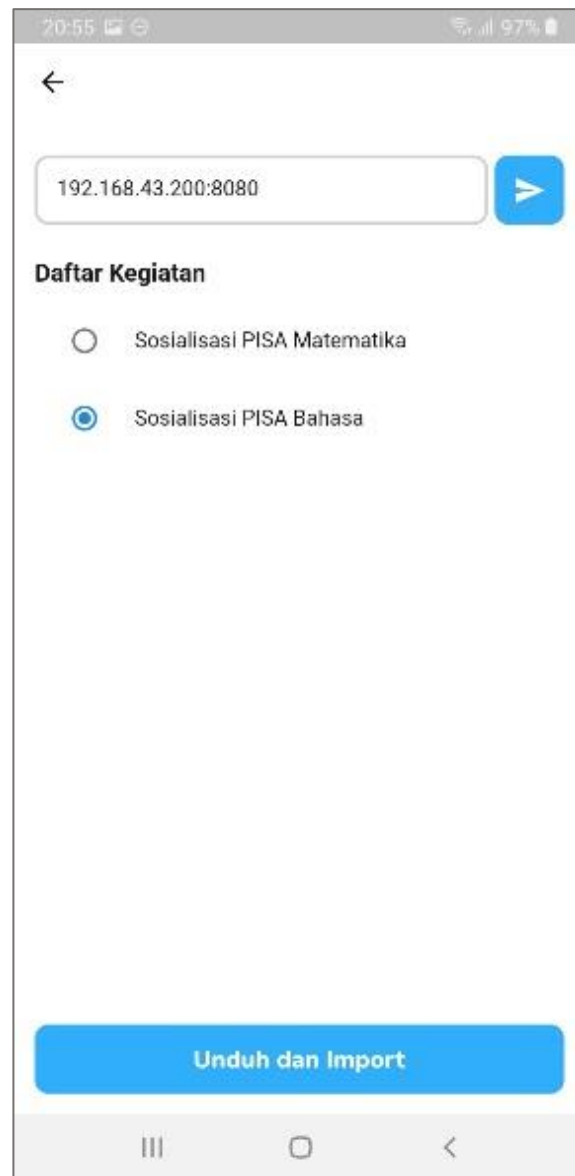 20:55 97%
192.168.43.200:8080
Daftar Kegiatan
Sosialisasi PISA Matematika
Sosialisasi PISA Bahasa
Unduh dan Import